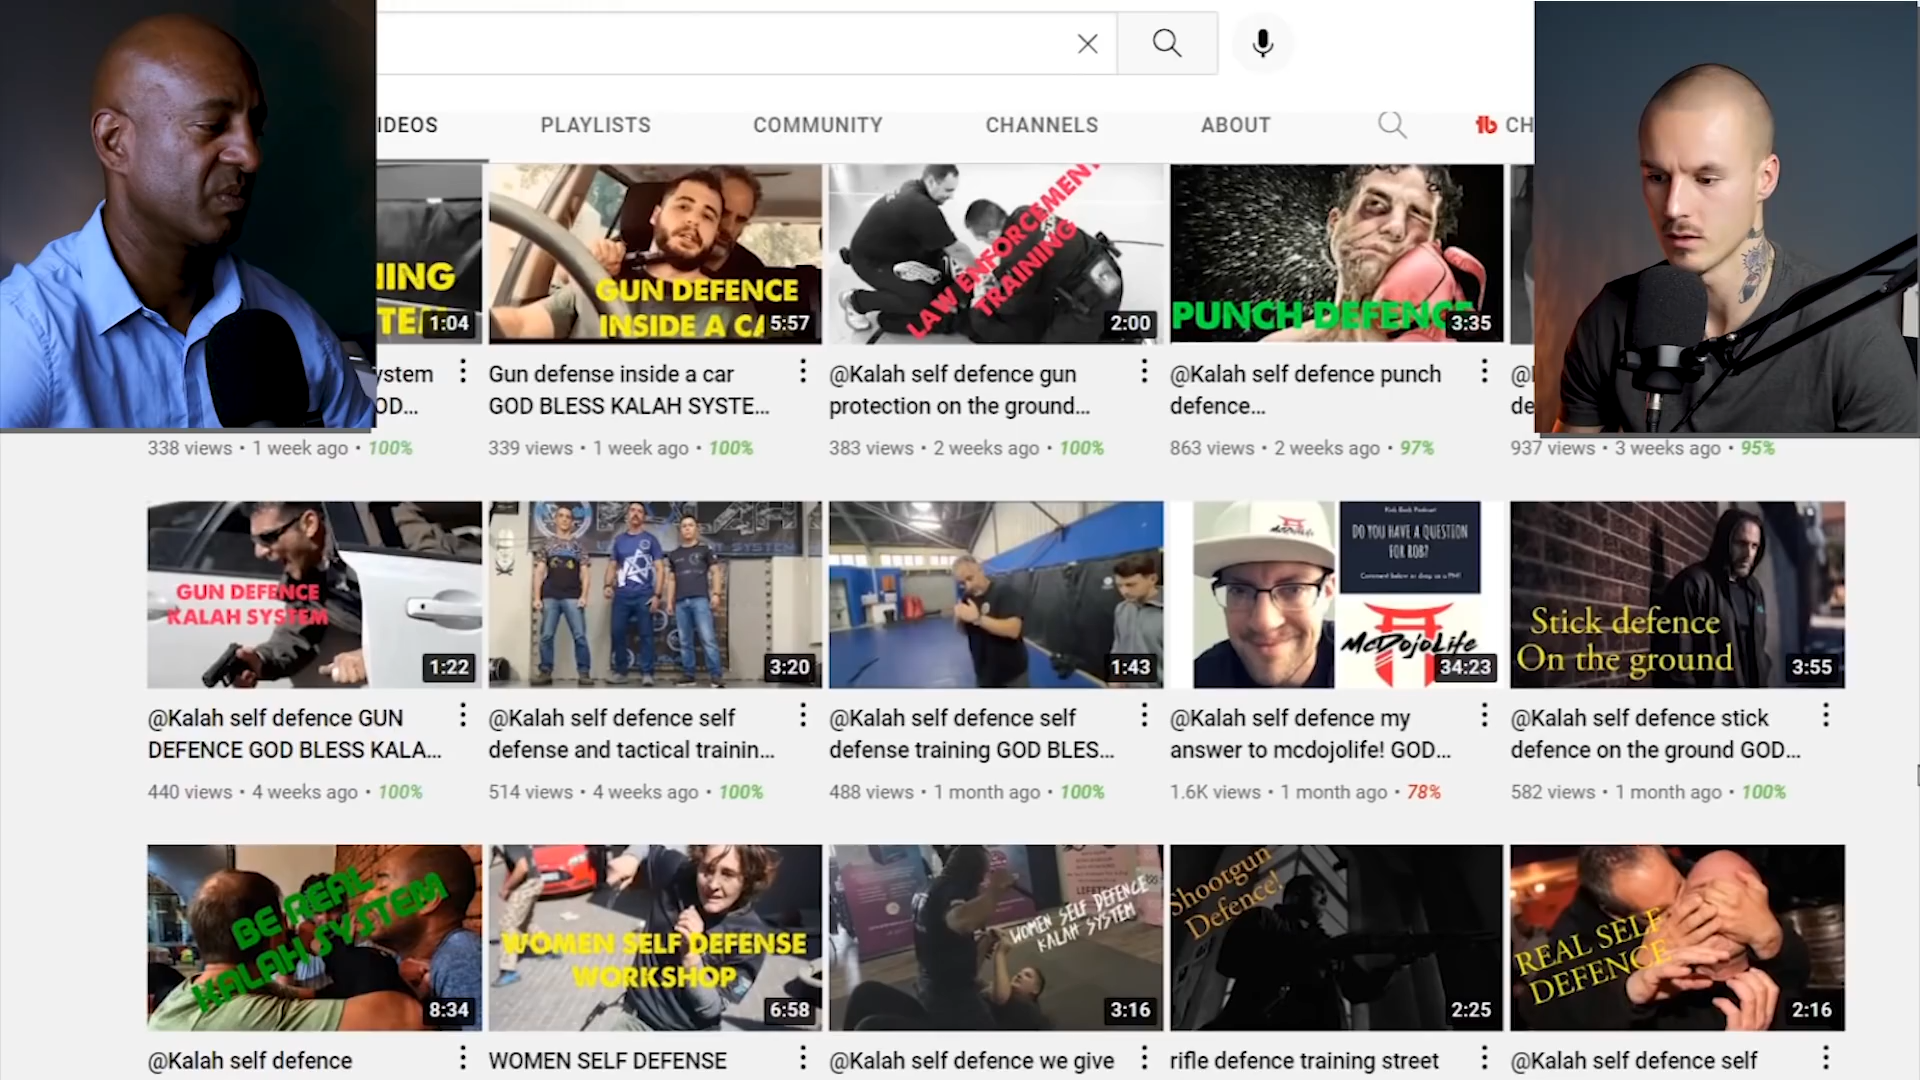 IDEOS
PLAYLISTS
COMMUNITY
CHANNELS
ABOUT
CH
NING
TEM
1:04
GUN DEFENCE
INSIDE A CA
5:57
LAW ENFORCEMENT
TRAINING
2:00
PUNCH DEFENCE
3:35
ystem
OD...
Gun defense inside a car
GOD BLESS KALAH SYSTE...
@Kalah self defence gun
protection on the ground...
@Kalah self defence punch
defence...
de
338 views • 1 week ago • 100%
339 views • 1 week ago • 100%
383 views • 2 weeks ago • 100%
863 views • 2 weeks ago • 97%
937 views • 3 weeks ago • 95%
GUN DEFENCE
KALAH SYSTEM
1:22
3:20
1:43
DO YOU HAVE A QUESTION
FOR ROB?
McDojoLife
34:23
Stick defence
On the ground
3:55
@Kalah self defence GUN
DEFENCE GOD BLESS KALA...
@Kalah self defence self
defense and tactical trainin...
@Kalah self defence self
defense training GOD BLES...
@Kalah self defence my
answer to mcdojolife! GOD...
@Kalah self defence stick
defence on the ground GOD...
440 views • 4 weeks ago • 100%
514 views • 4 weeks ago • 100%
488 views • 1 month ago • 100%
1.6K views • 1 month ago • 78%
582 views • 1 month ago • 100%
BE REAL
KALAH SYSTEM
8:34
WOMEN SELF DEFENSE
WORKSHOP
6:58
WOMEN SELF DEFENCE
KALAH SYSTEM
3:16
Shootgun
Defence!
2:25
REAL SELF
DEFENCE
2:16
@Kalah self defence
WOMEN SELF DEFENSE
@Kalah self defence we give
rifle defence training street
@Kalah self defence self